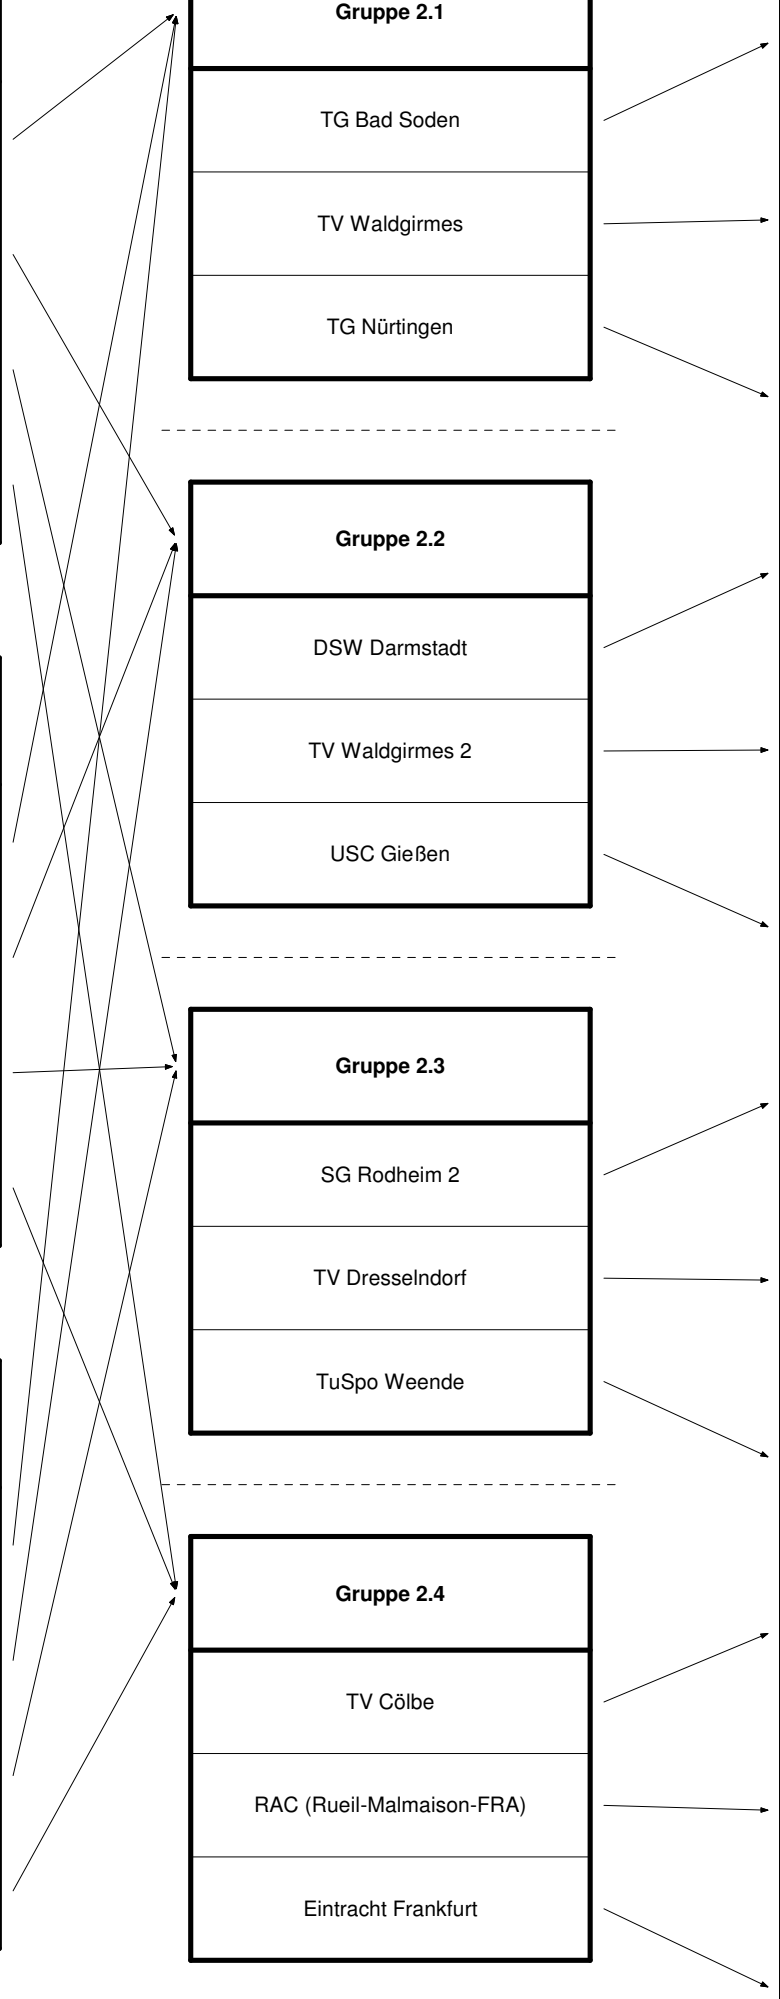 Gruppe 2.1
TG Bad Soden
TV Waldgirmes
TG Nürtingen
Gruppe 2.2
DSW Darmstadt
TV Waldgirmes 2
USC Gießen
Gruppe 2.3
SG Rodheim 2
TV Dresselndorf
TuSpo Weende
Gruppe 2.4
TV Cölbe
RAC (Rueil-Malmaison-FRA)
Eintracht Frankfurt